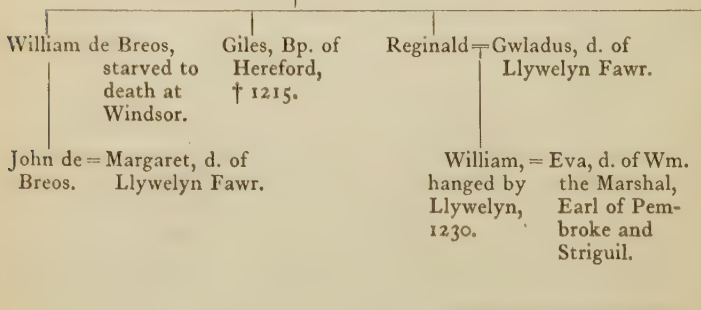 William de Breos,
starved to
death at
Windsor.
Giles, Bp. of
Hereford,
† 1215.
Reginald = Gwladus, d. of
Llywelyn Fawr.
John de = Margaret, d. of
Breos. Llywelyn Fawr.
William, = Eva, d. of Wm.
hanged by the Marshal,
Llywelyn, Earl of Pem-
1230. broke and
Striguil.